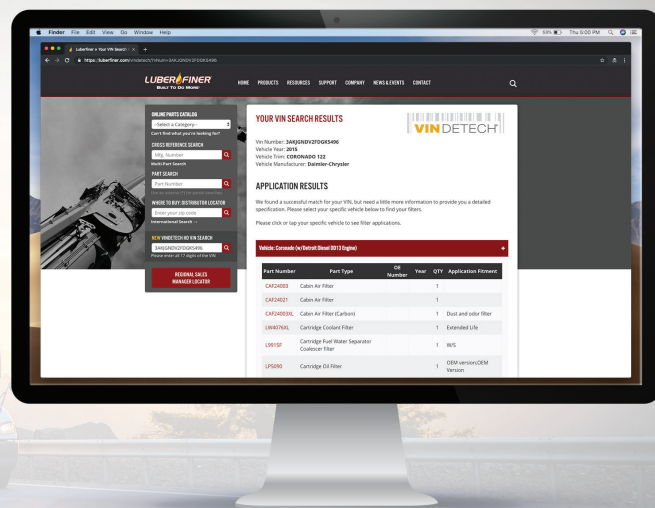 Finder File Edit View Go Window Help
59% Thu 5:00 PM
Luberfiner » Your VIN Search
https://luberfiner.com/vindetech/?vnum=3AKJGNDV2FDGK5496
LUBERFINER
BUILT TO DO MORE
HOME PRODUCTS RESOURCES SUPPORT COMPANY NEWS & EVENTS CONTACT
ONLINE PARTS CATALOG
--Select a Category--
Can't find what you're looking for?
CROSS REFERENCE SEARCH
Mfg. Number
Multi-Part Search
PART SEARCH
Part Number
WHERE TO BUY: DISTRIBUTOR LOCATOR
Enter your zip code
International Search
NEW VINDETECH HD VIN SEARCH
3AKJGNDV2FDGK5496
Please enter all 17 digits of the VIN
REGIONAL SALES
MANAGER LOCATOR
YOUR VIN SEARCH RESULTS
VINDETECH
Vin Number: 3AKJGNDV2FDGK5496
Vehicle Year: 2015
Vehicle Trim: CORONADO 122
Vehicle Manufacturer: Daimler-Chrysler
APPLICATION RESULTS
We found a successful match for your VIN, but need a little more information to provide you a detailed
specification. Please select your specific vehicle below to find your filters.
Please click or tap your specific vehicle to see filter applications.
Vehicle: Coronado (w/Detroit Diesel DD13 Engine) +
Part Number Part Type OE Number Year QTY Application Fitment
CAF24003 Cabin Air Filter 1
CAF24021 Cabin Air Filter 1
CAF24003XL Cabin Air Filter (Carbon) 1 Dust and odor filter
LW4076XL Cartridge Coolant Filter 1 Extended Life
L9915F Cartridge Fuel Water Separator Coalescer Filter 1 W/S
LP5090 Cartridge Oil Filter 1 OEM version;OEM Version